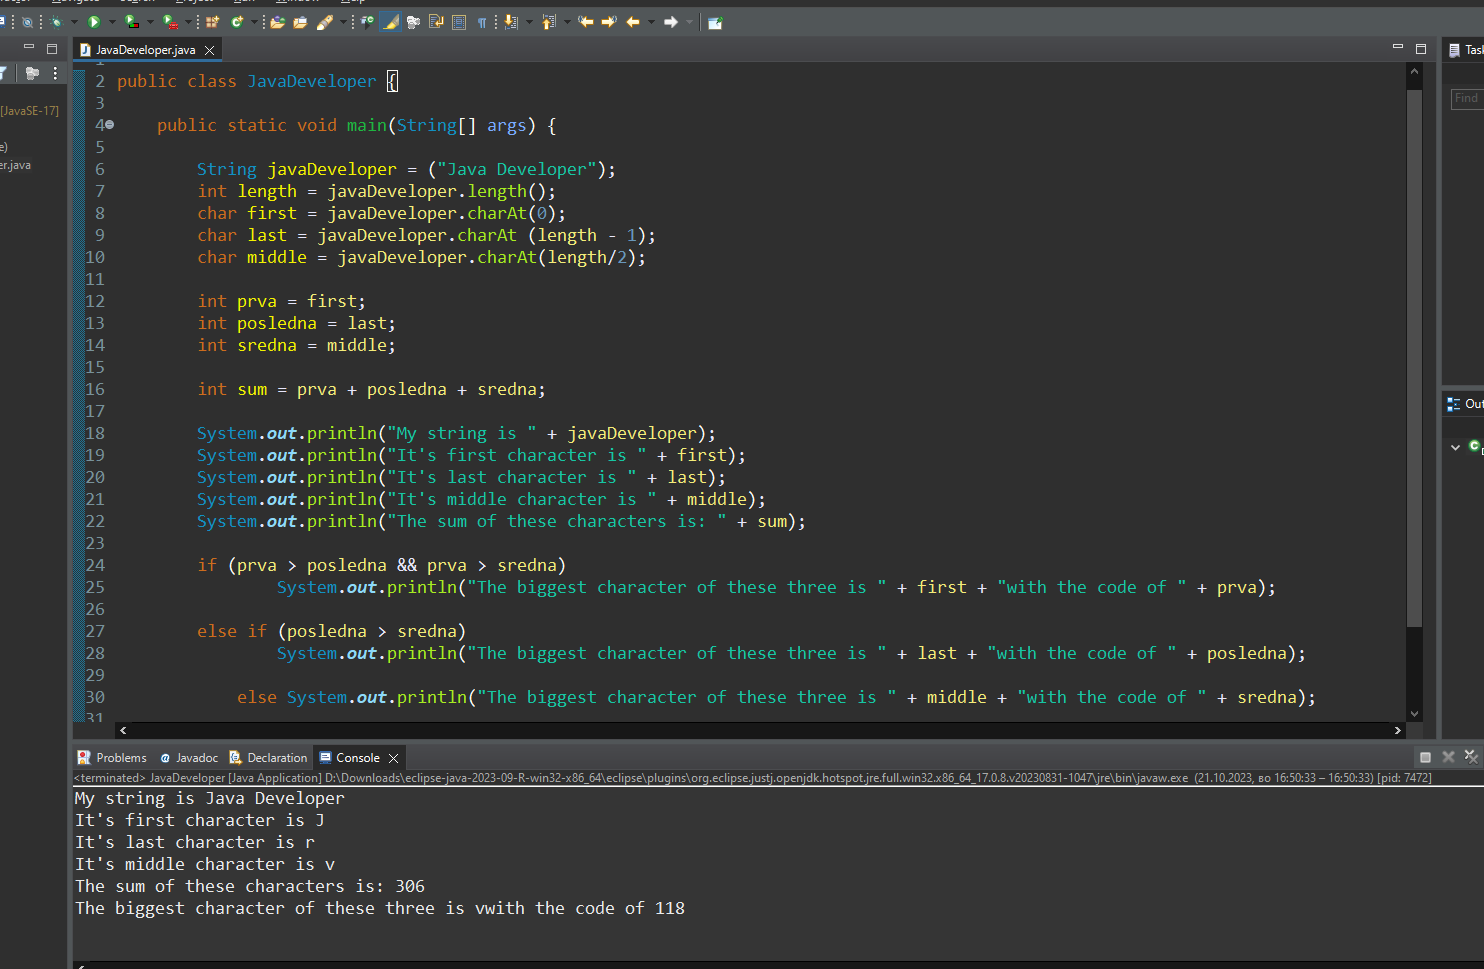 JavaDeveloper.java
Task
[JavaSE-17]
er.java
Find
Out
1
2 public class JavaDeveloper {
3
4 public static void main(String[] args) {
5
6 String javaDeveloper = ("Java Developer");
7 int length = javaDeveloper.length();
8 char first = javaDeveloper.charAt(0);
9 char last = javaDeveloper.charAt (length - 1);
10 char middle = javaDeveloper.charAt(length/2);
11
12 int prva = first;
13 int posledna = last;
14 int sredna = middle;
15
16 int sum = prva + posledna + sredna;
17
18 System.out.println("My string is " + javaDeveloper);
19 System.out.println("It's first character is " + first);
20 System.out.println("It's last character is " + last);
21 System.out.println("It's middle character is " + middle);
22 System.out.println("The sum of these characters is: " + sum);
23
24 if (prva > posledna && prva > sredna)
25 System.out.println("The biggest character of these three is " + first + "with the code of " + prva);
26
27 else if (posledna > sredna)
28 System.out.println("The biggest character of these three is " + last + "with the code of " + posledna);
29
30 else System.out.println("The biggest character of these three is " + middle + "with the code of " + sredna);
31
Problems Javadoc Declaration Console
<terminated> JavaDeveloper [Java Application] D:\Downloads\eclipse-java-2023-09-R-win32-x86_64\eclipse\plugins\org.eclipse.justj.openjdk.hotspot.jre.full.win32.x86_64_17.0.8.v20230831-1047\jre\bin\javaw.exe (21.10.2023, во 16:50:33 – 16:50:33) [pid: 7472]
My string is Java Developer
It's first character is J
It's last character is r
It's middle character is v
The sum of these characters is: 306
The biggest character of these three is vwith the code of 118